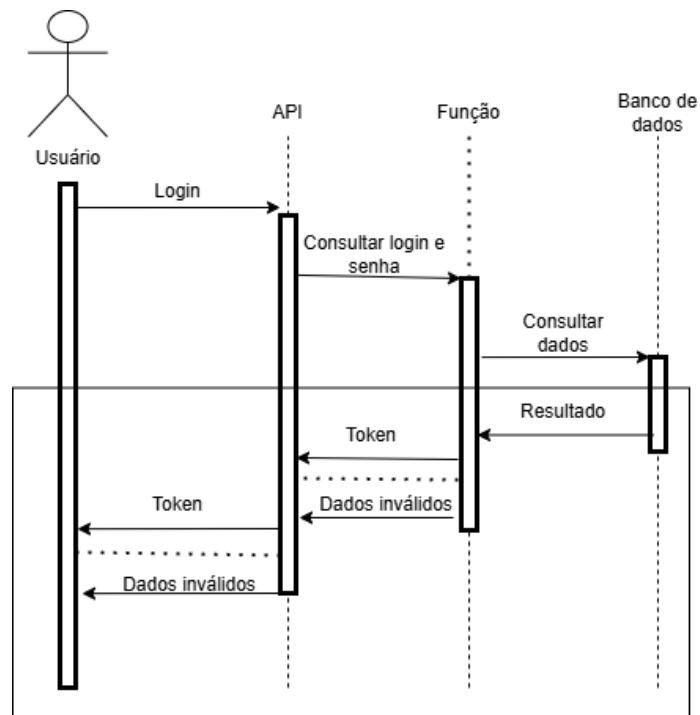 Usuário
API
Função
Banco de
dados
Login
Consultar login e
senha
Consultar
dados
Resultado
Token
Dados inválidos
Token
Dados inválidos